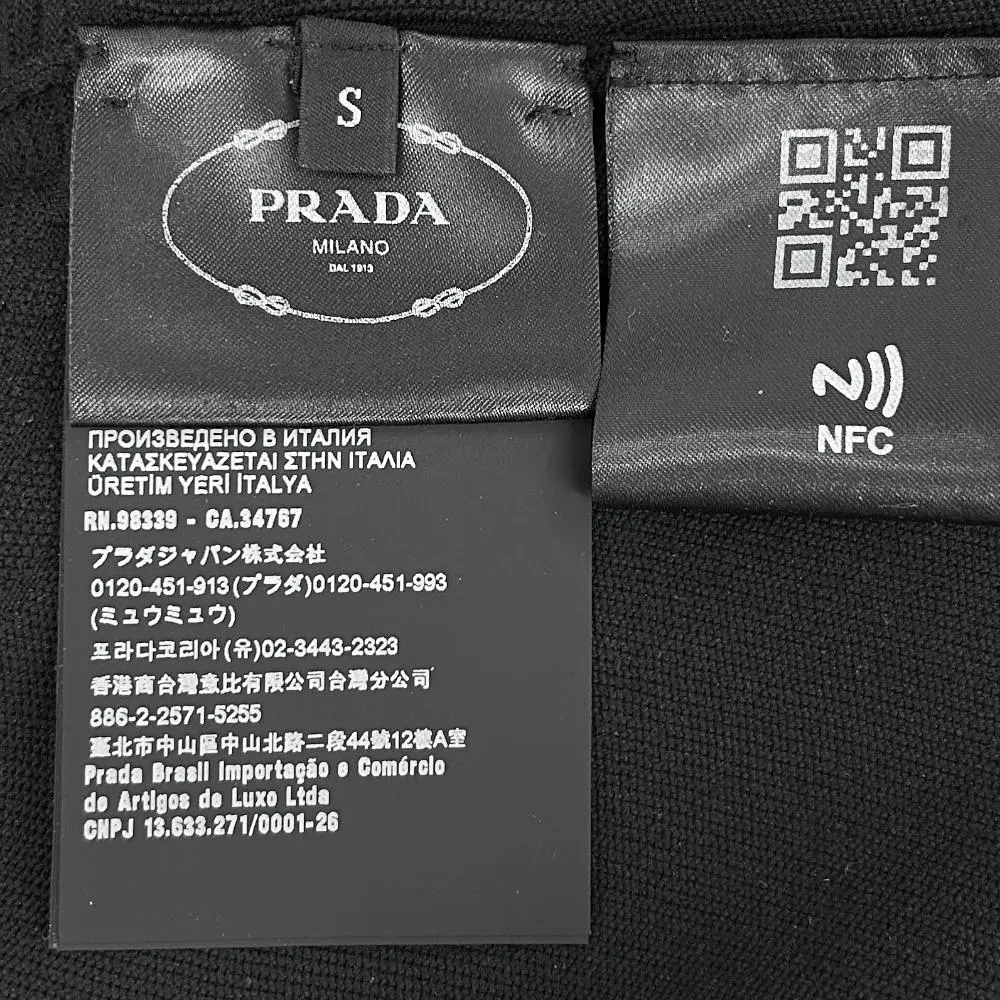 S
PRADA
MILANO
DAL 1913
ПРОИЗВЕДЕНО В ИТАЛИЯ
ΚΑΤΑΣΚΕΥΑΖΕΤΑΙ ΣΤΗΝ ΙΤΑΛΙΑ
ÜRETİM YERİ İTALYA
RN.98339 - CA.34767
プラダジャパン株式会社
0120-451-913(プラダ)0120-451-993
(ミュウミュウ)
프라다코리아(유)02-3443-2323
香港商台灣意比有限公司台灣分公司
886-2-2571-5255
臺北市中山區中山北路二段44號12樓A室
Prada Brasil Importação e Comércio
de Artigos de Luxo Ltda
CNPJ 13.633.271/0001-26
NFC